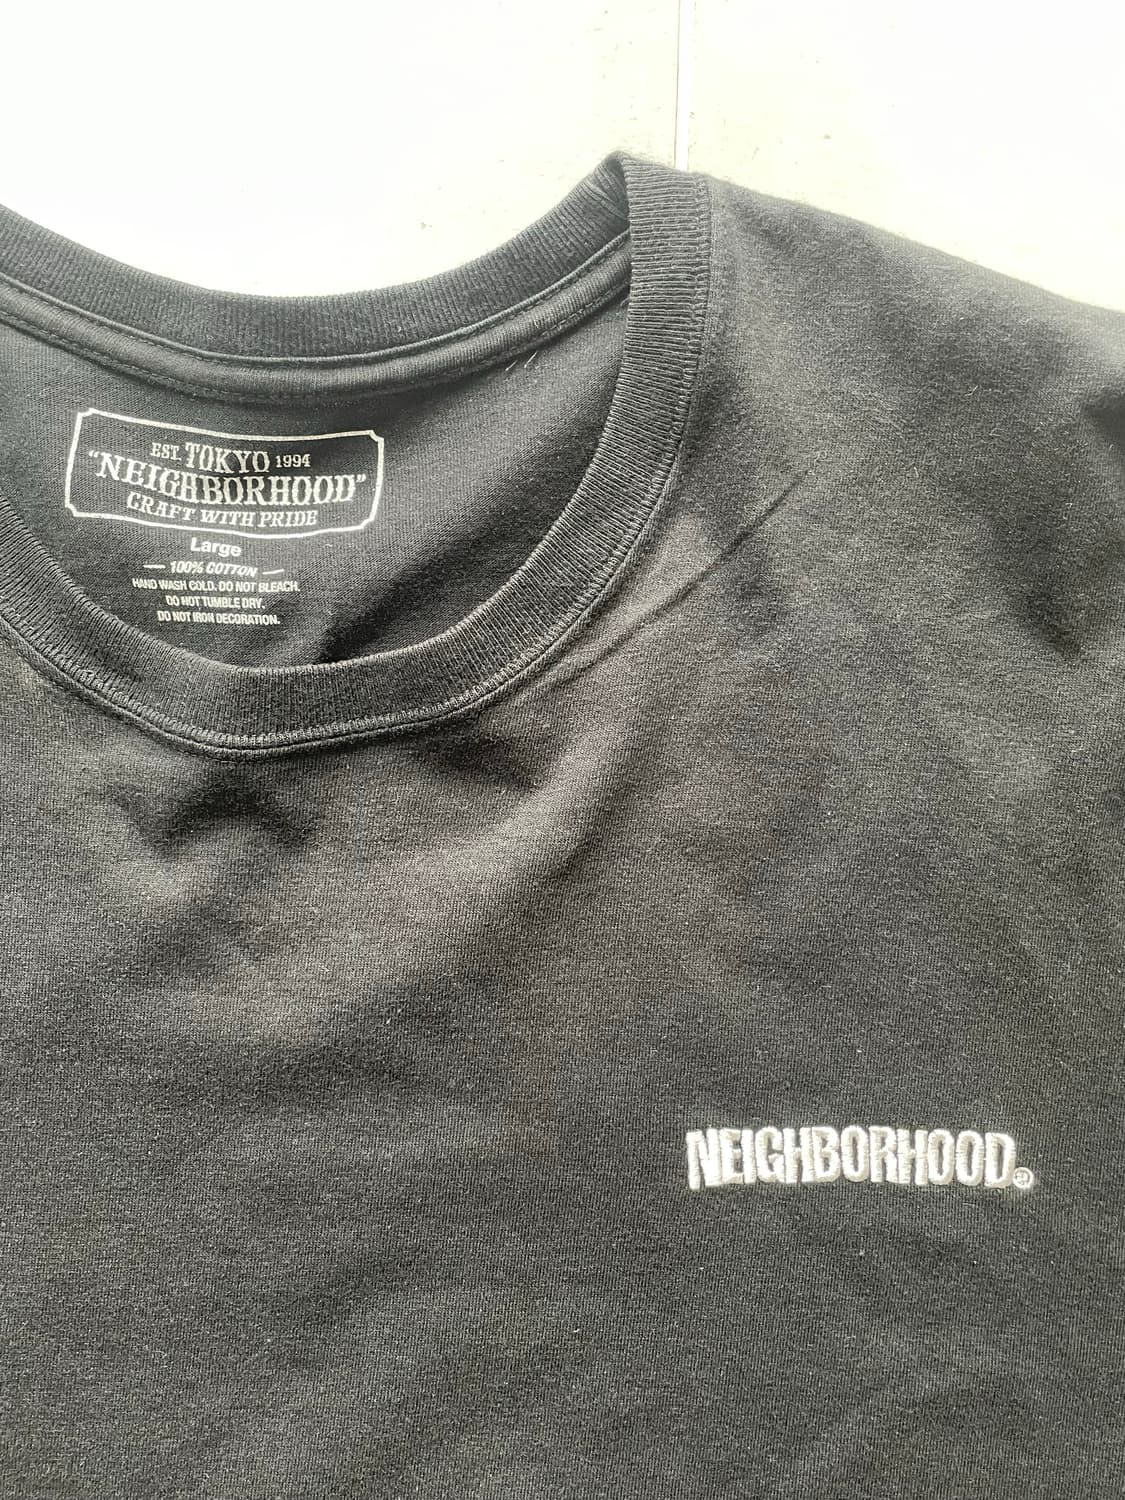 EST. TOKYO 1994
“NEIGHBORHOOD”
CRAFT WITH PRIDE
Large
— 100% COTTON —
HAND WASH COLD. DO NOT BLEACH.
DO NOT TUMBLE DRY.
DO NOT IRON DECORATION.
NEIGHBORHOOD®